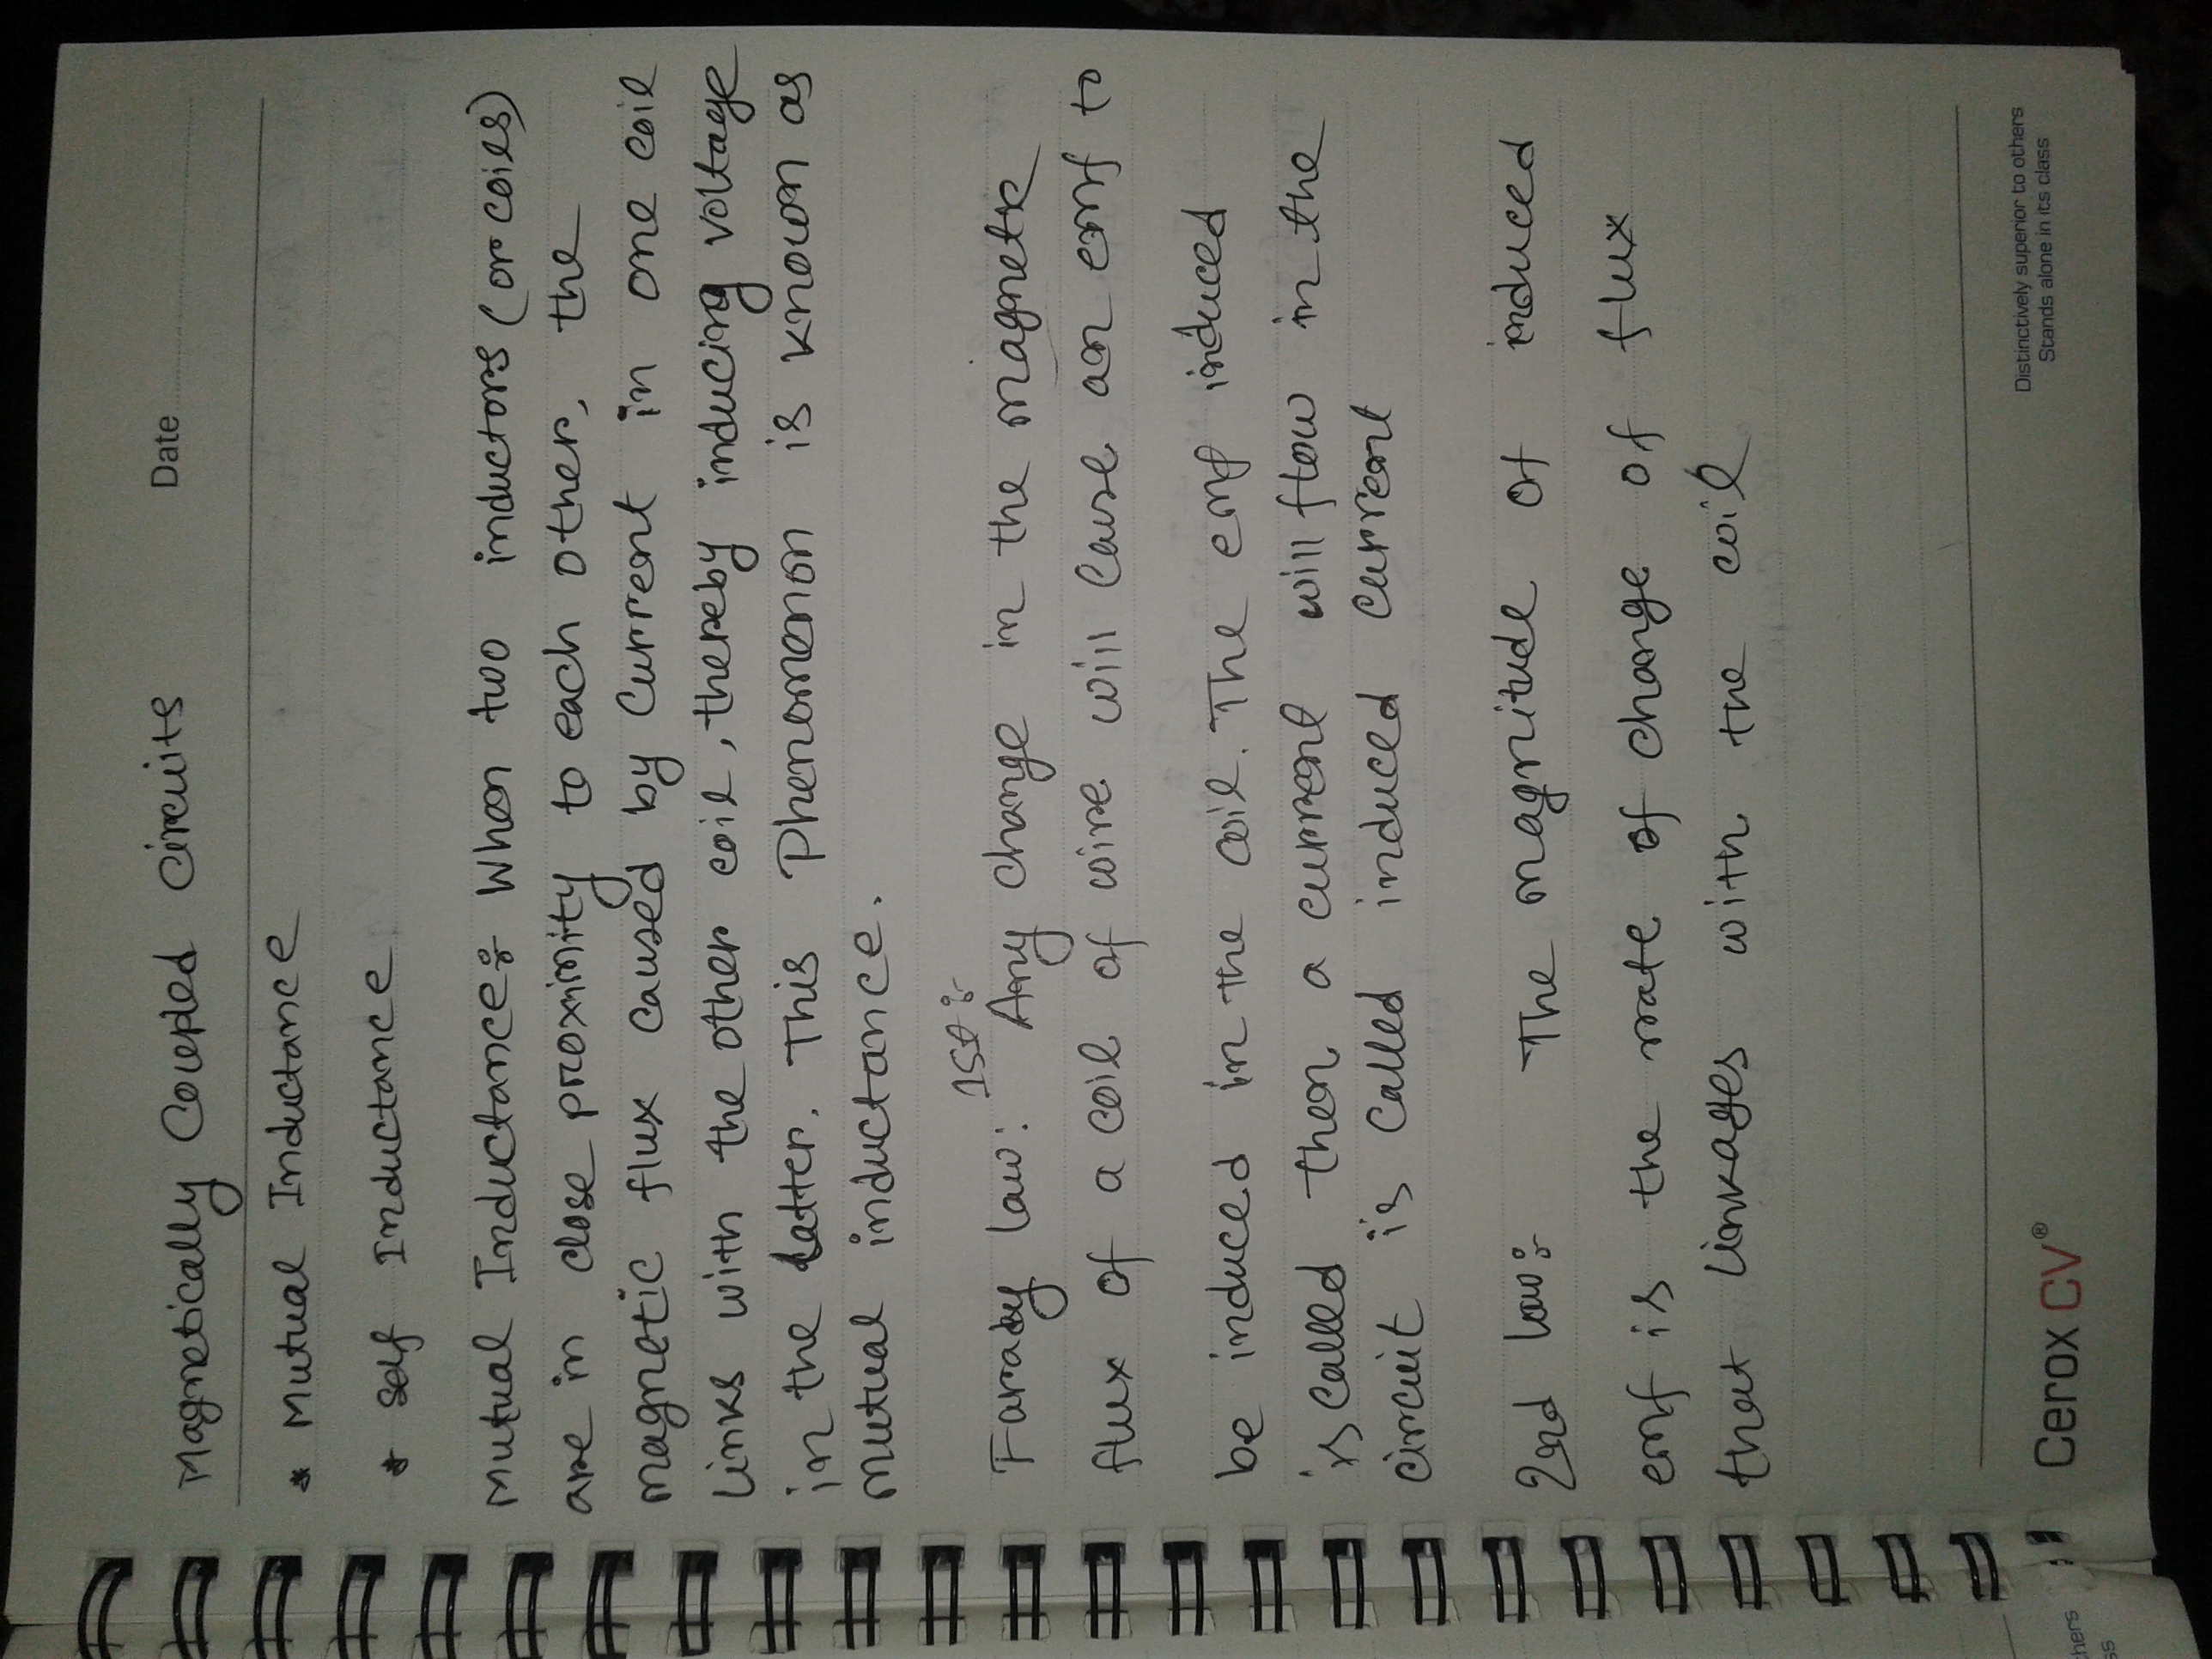 Magnetically Coupled Circuits
Date
* Mutual Inductance
* Self Inductance
Mutual Inductance:- When two inductors (or coils)
are in close proximity to each other, the
magnetic flux caused by Current in one coil
links with the other coil, thereby inducing voltage
in the latter. This Phenomenon is known as
mutual inductance.
1st :-
Farady law: Any change in the magnetic
flux of a coil of wire will cause an emf to
be induced in the coil. The emf induced
is called then a current will flow in the
circuit is called induced current
2nd law:- The magnitude of induced
emf is the rate of change of flux
that linkages with the coil
Cerox CV®
Distinctively superior to others
Stands alone in its class
thers
ss